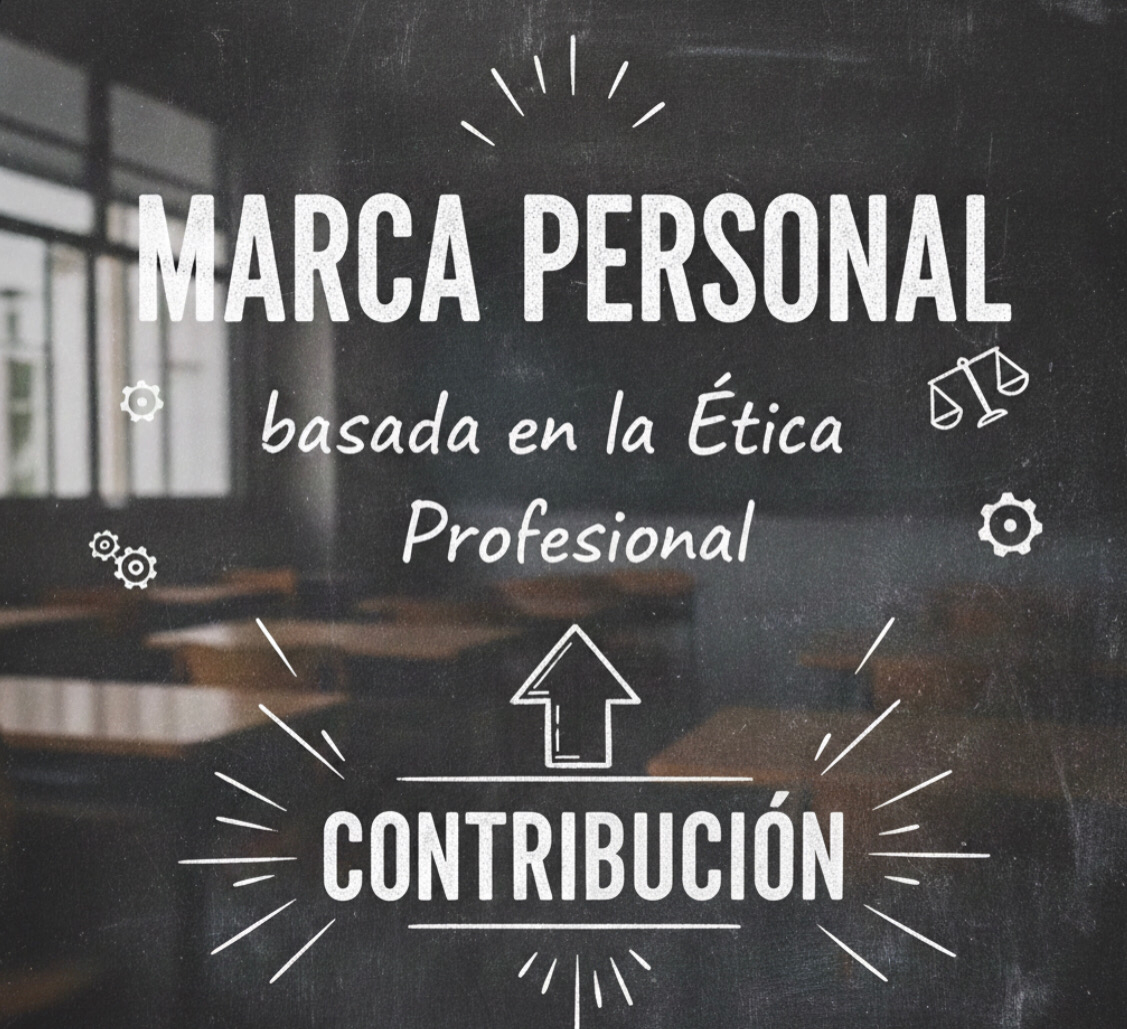 MARCA PERSONAL
basada en la Ética
Profesional
CONTRIBUCIÓN